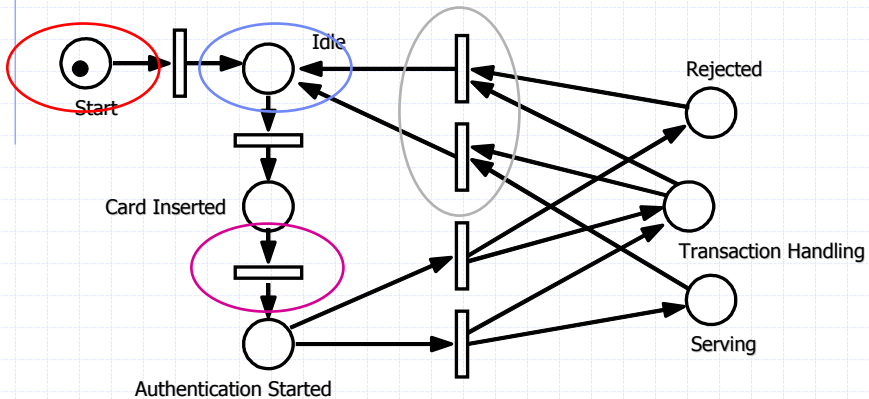 Idle
Start
Rejected
Card Inserted
Transaction Handling
Serving
Authentication Started